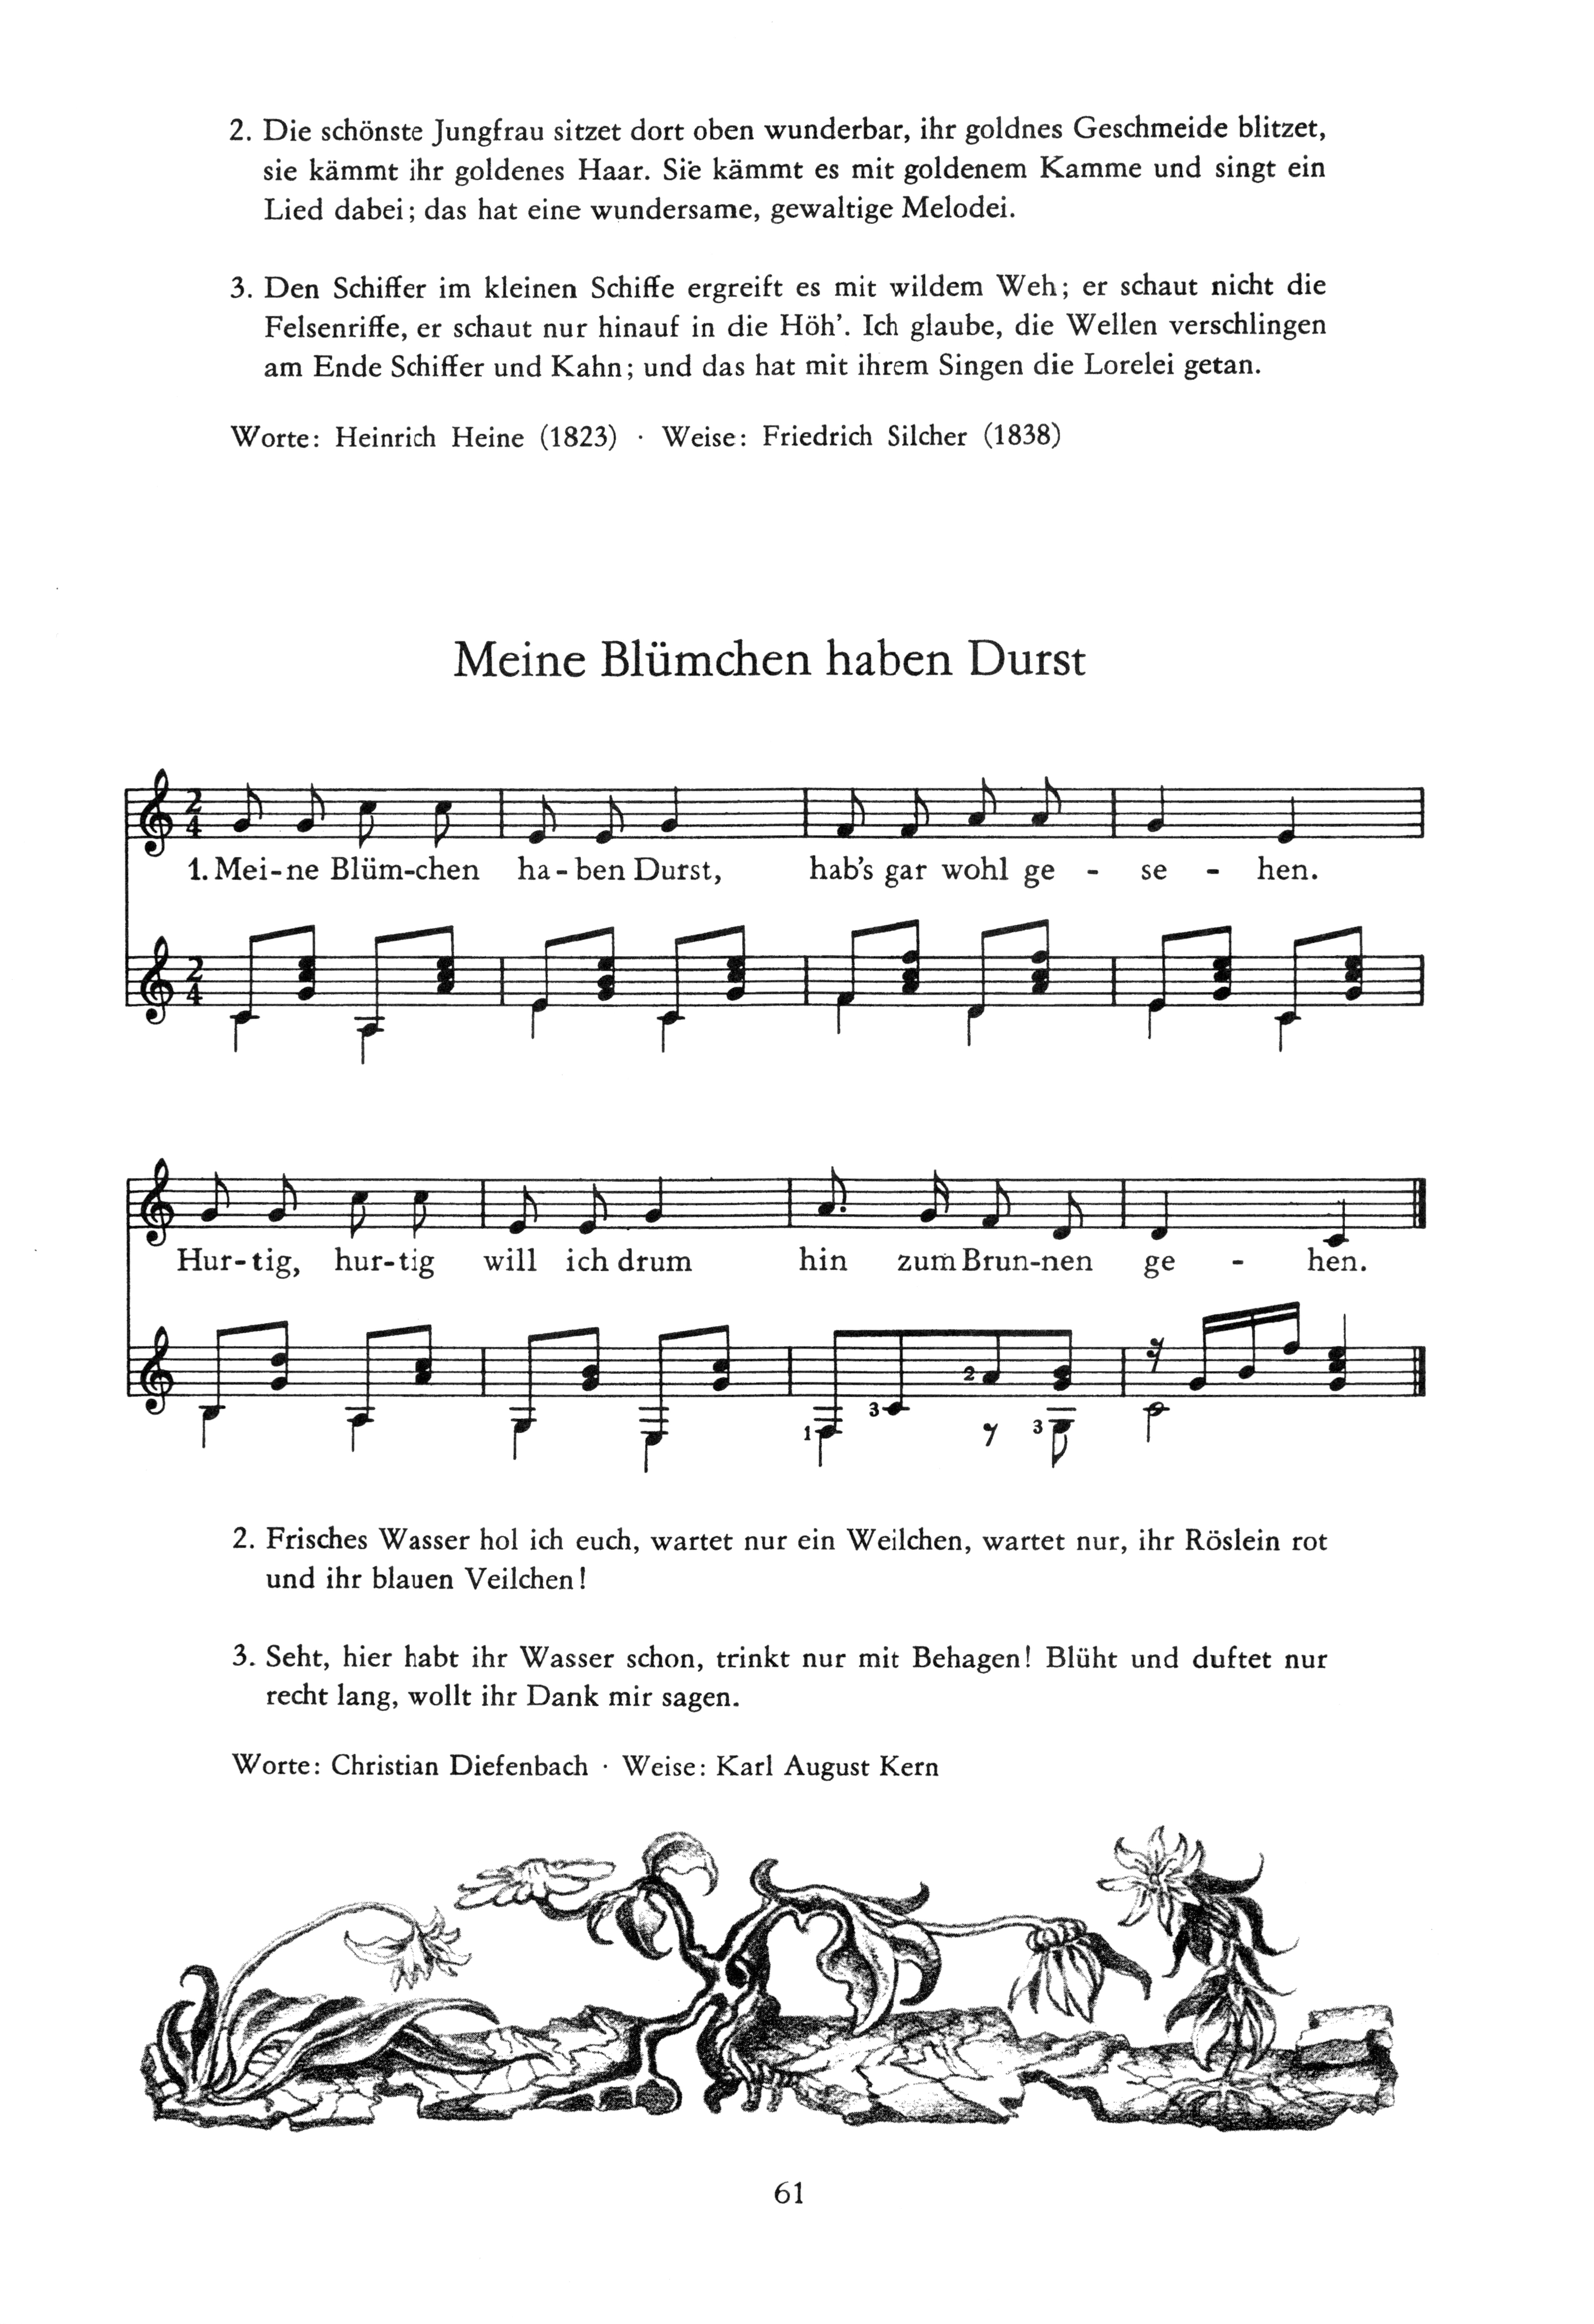 2. Die schönste Jungfrau sitzet dort oben wunderbar, ihr goldnes Geschmeide blitzet,
sie kämmt ihr goldenes Haar. Sie kämmt es mit goldenem Kamme und singt ein
Lied dabei; das hat eine wundersame, gewaltige Melodei.
3. Den Schiffer im kleinen Schiffe ergreift es mit wildem Weh; er schaut nicht die
Felsenriffe, er schaut nur hinauf in die Höh’. Ich glaube, die Wellen verschlingen
am Ende Schiffer und Kahn; und das hat mit ihrem Singen die Lorelei getan.
Worte: Heinrich Heine (1823) · Weise: Friedrich Silcher (1838)
Meine Blümchen haben Durst
2
4
1. Mei-ne Blüm-chen ha-ben Durst, hab’s gar wohl ge - se - hen.
2
4
Hur-tig, hur-tig will ich drum hin zum Brun-nen ge - hen.
1 3 2 3
2. Frisches Wasser hol ich euch, wartet nur ein Weilchen, wartet nur, ihr Röslein rot
und ihr blauen Veilchen!
3. Seht, hier habt ihr Wasser schon, trinkt nur mit Behagen! Blüht und duftet nur
recht lang, wollt ihr Dank mir sagen.
Worte: Christian Diefenbach · Weise: Karl August Kern
61